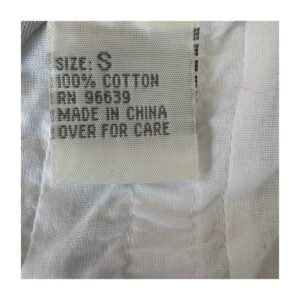 SIZE: S
100% COTTON
RN 96639
MADE IN CHINA
OVER FOR CARE